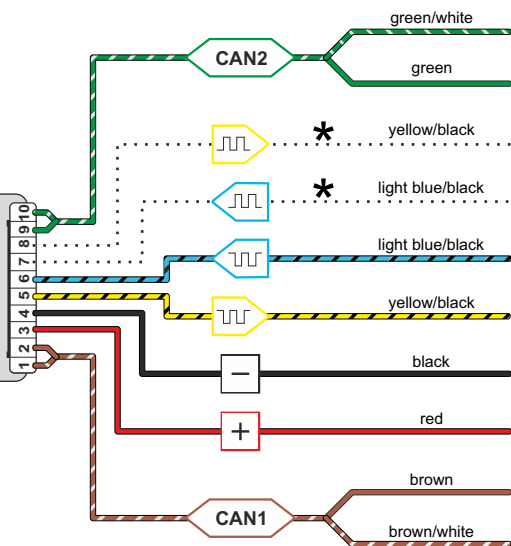 green/white
CAN2
green
* yellow/black
* light blue/black
light blue/black
yellow/black
black
−
red
+
brown
CAN1
brown/white
10
9
8
7
6
5
4
3
2
1